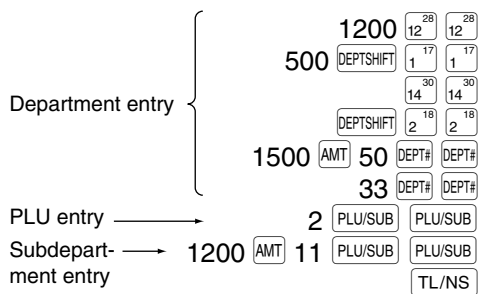 1200 12 28 12 28
500 DEPTSHIFT 1 17 1 17
14 30 14 30
Department entry
DEPTSHIFT 2 18 2 18
1500 AMT 50 DEPT# DEPT#
33 DEPT# DEPT#
PLU entry 2 PLU/SUB PLU/SUB
Subdepart- 1200 AMT 11 PLU/SUB PLU/SUB
ment entry
TL/NS